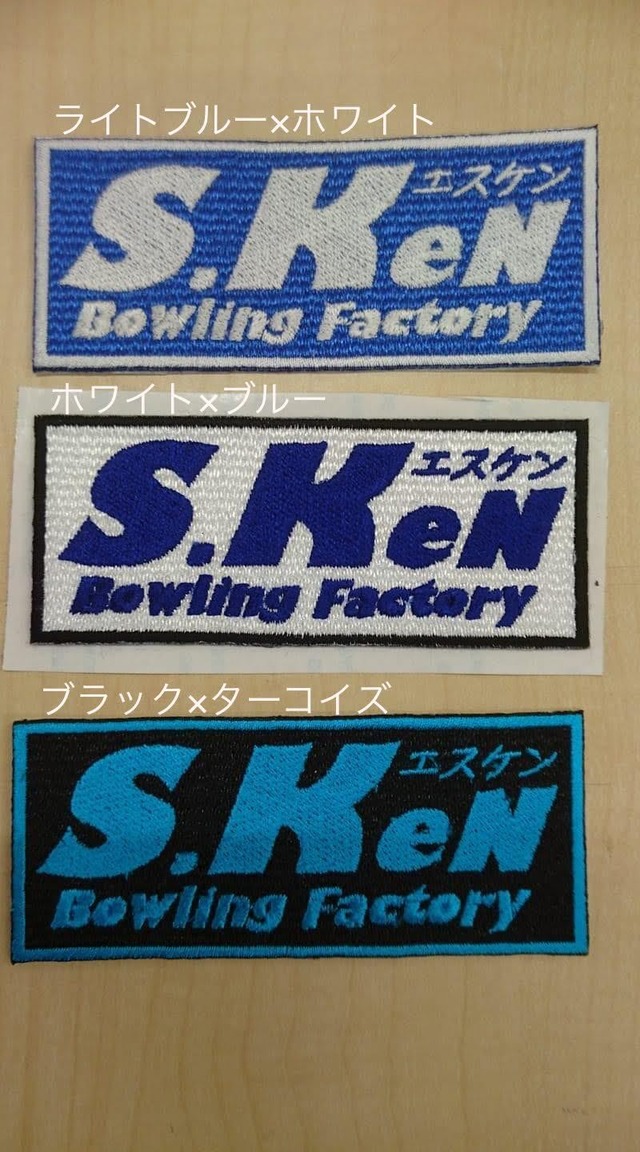 ライトブルー×ホワイト
エスケン
S.KeN
Bowling Factory
ホワイト×ブルー
エスケン
S.KeN
Bowling Factory
ブラック×ターコイズ
エスケン
S.KeN
Bowling Factory